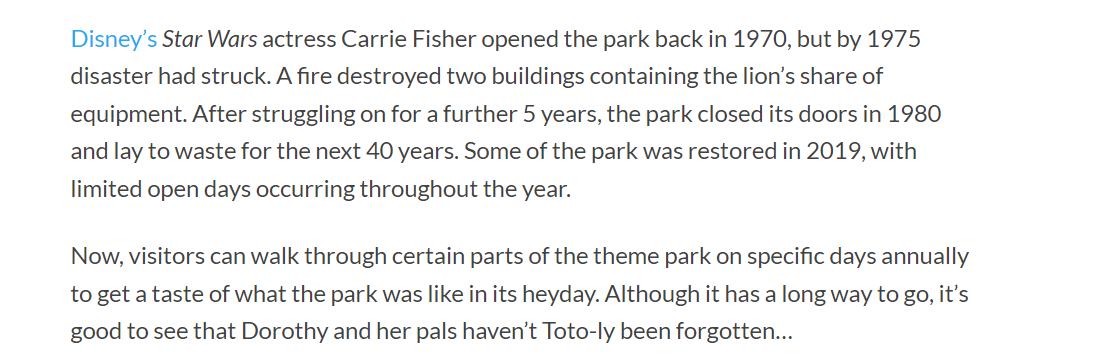 Disney’s Star Wars actress Carrie Fisher opened the park back in 1970, but by 1975
disaster had struck. A fire destroyed two buildings containing the lion’s share of
equipment. After struggling on for a further 5 years, the park closed its doors in 1980
and lay to waste for the next 40 years. Some of the park was restored in 2019, with
limited open days occurring throughout the year.
Now, visitors can walk through certain parts of the theme park on specific days annually
to get a taste of what the park was like in its heyday. Although it has a long way to go, it’s
good to see that Dorothy and her pals haven’t Toto-ly been forgotten…